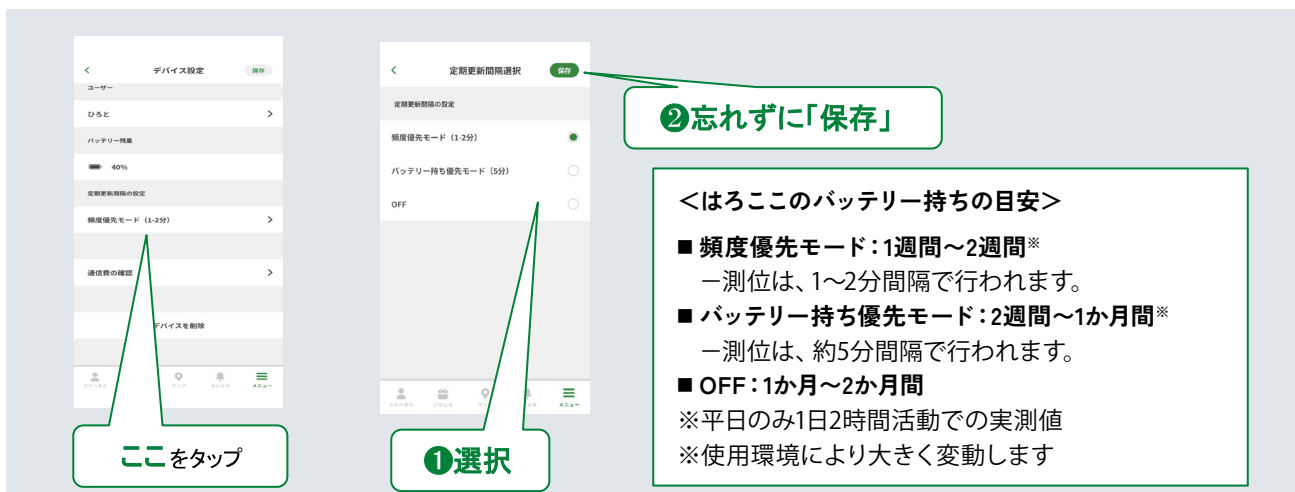 デバイス設定
保存
ユーザー
ひろと
バッテリー残量
40%
定期更新間隔の設定
頻度優先モード（1-2分）
通信費の確認
デバイスを削除
メニュー
ここをタップ
定期更新間隔選択
保存
定期更新間隔の設定
頻度優先モード（1-2分）
バッテリー持ち優先モード（5分）
OFF
メニュー
❶選択
❷忘れずに「保存」
＜はろここのバッテリー持ちの目安＞
■ 頻度優先モード：1週間～2週間※
－測位は、1～2分間隔で行われます。
■ バッテリー持ち優先モード：2週間～1か月間※
－測位は、約5分間隔で行われます。
■ OFF：1か月～2か月間
※平日のみ1日2時間活動での実測値
※使用環境により大きく変動します